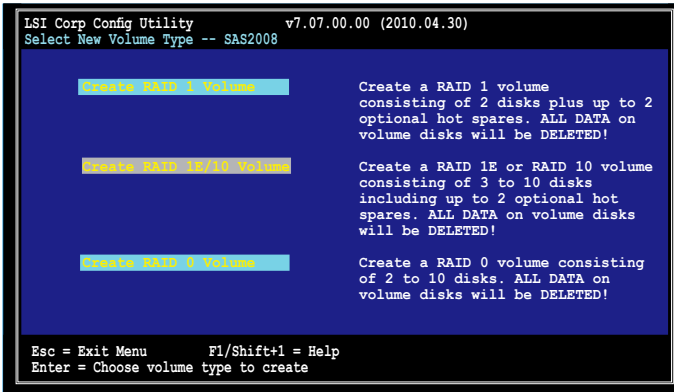 LSI Corp Config Utility v7.07.00.00 (2010.04.30)
Select New Volume Type -- SAS2008
Create RAID 1 Volume
Create a RAID 1 volume
consisting of 2 disks plus up to 2
optional hot spares. ALL DATA on
volume disks will be DELETED!
Create RAID 1E/10 Volume
Create a RAID 1E or RAID 10 volume
consisting of 3 to 10 disks
including up to 2 optional hot
spares. ALL DATA on volume disks
will be DELETED!
Create RAID 0 Volume
Create a RAID 0 volume consisting
of 2 to 10 disks. ALL DATA on
volume disks will be DELETED!
Esc = Exit Menu F1/Shift+1 = Help
Enter = Choose volume type to create